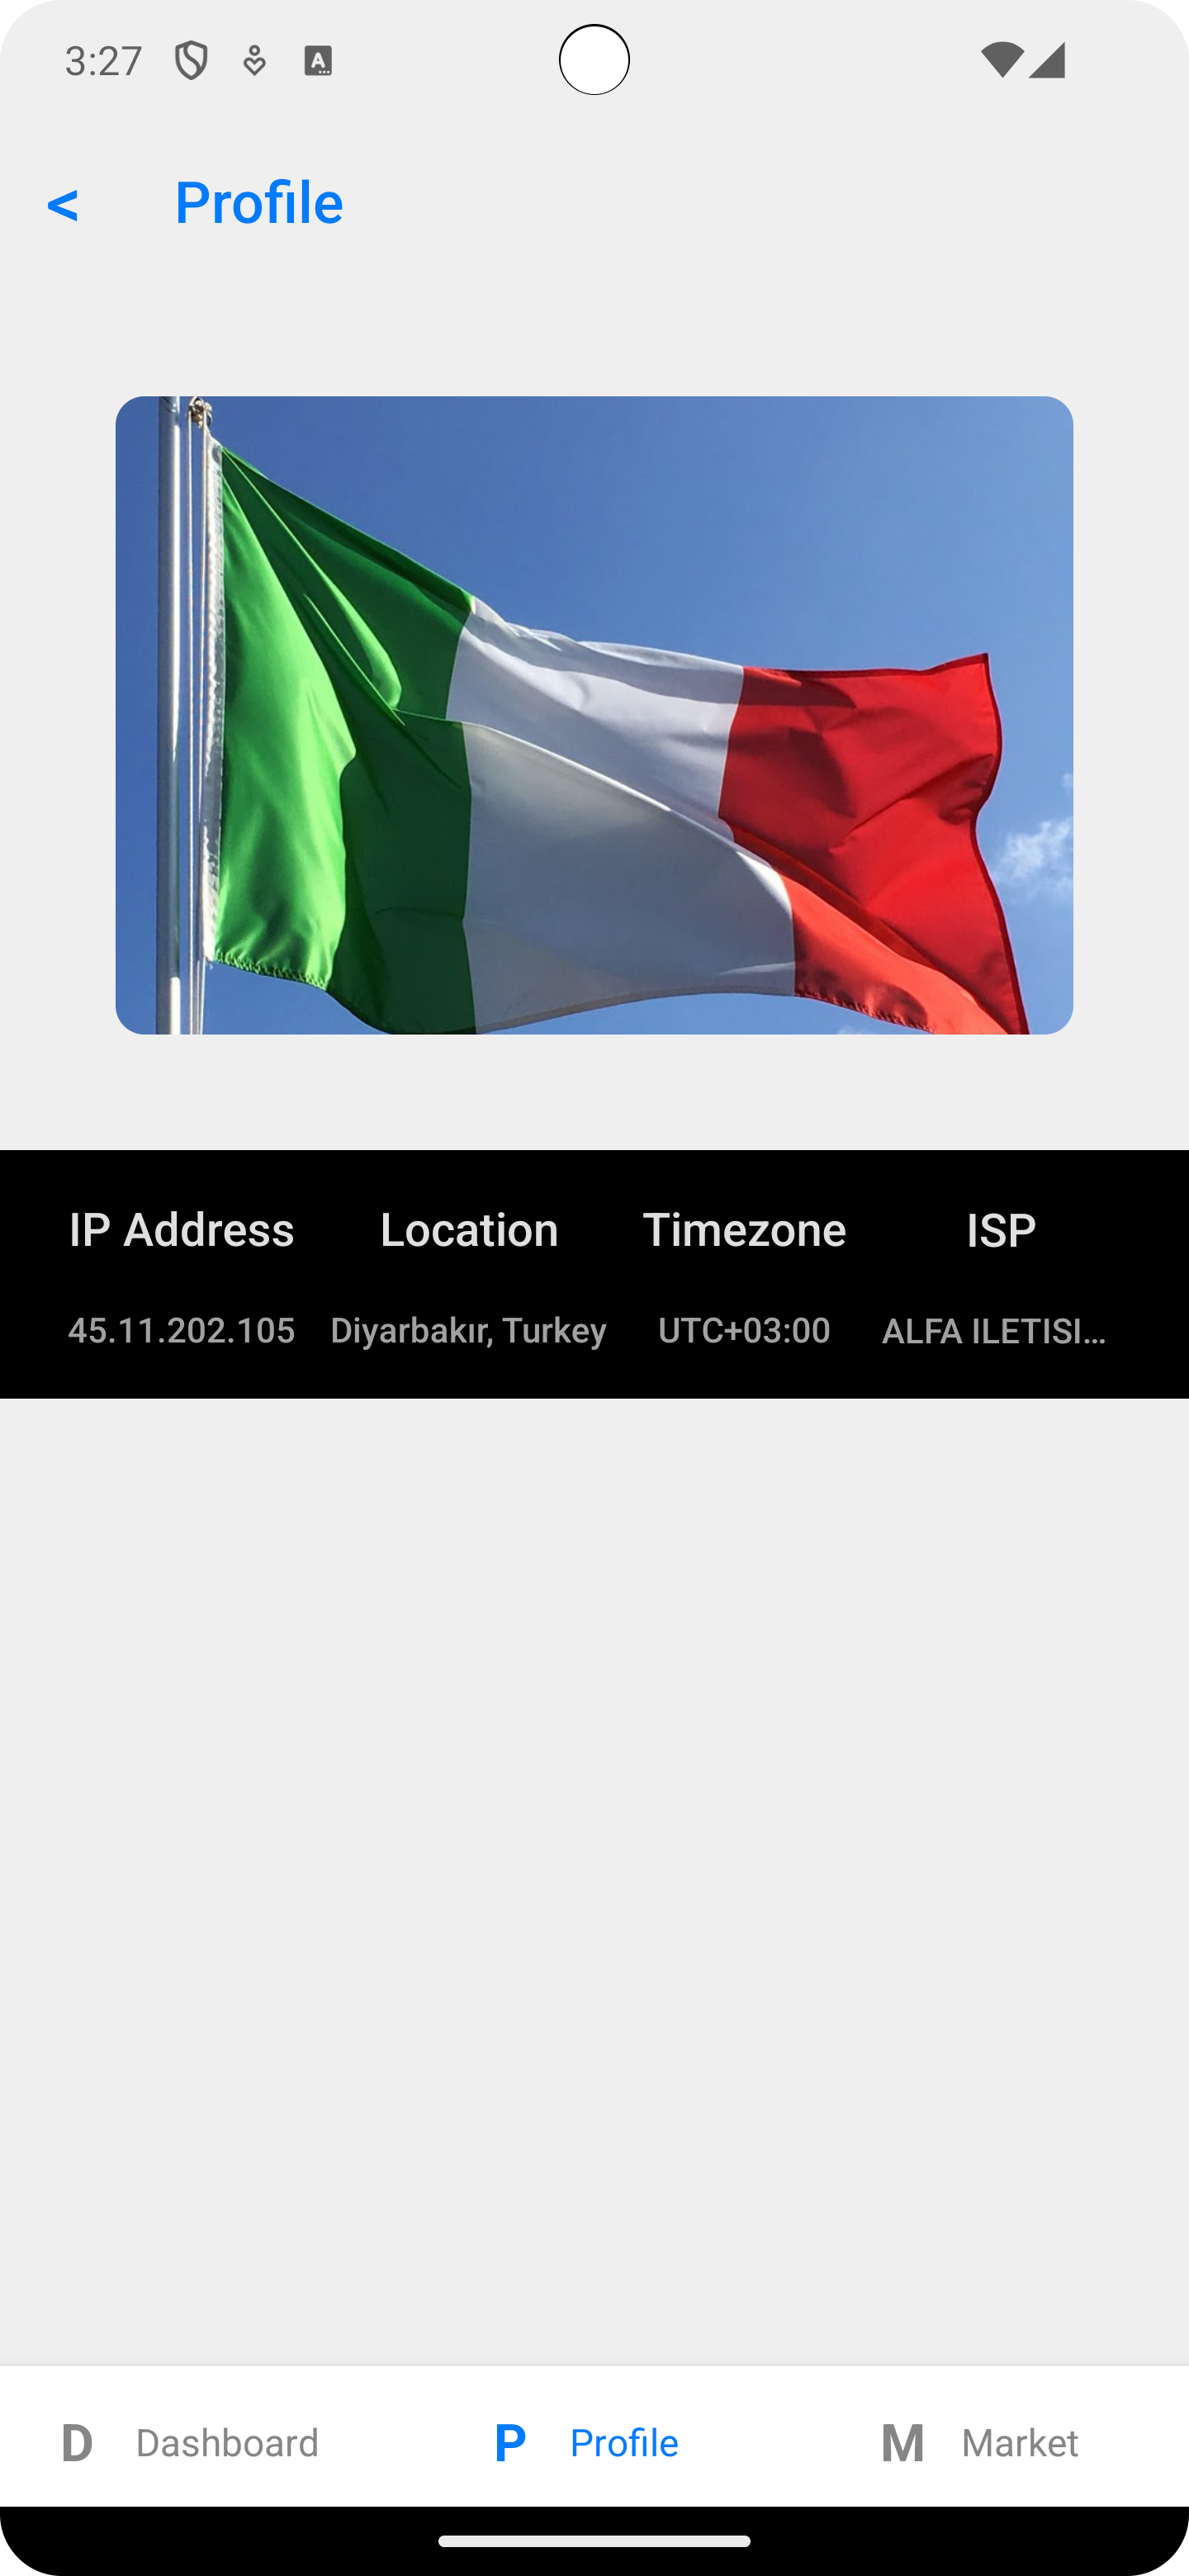 3:27
< Profile
IP Address Location Timezone ISP
45.11.202.105 Diyarbakır, Turkey UTC+03:00 ALFA ILETISI...
D Dashboard P Profile M Market